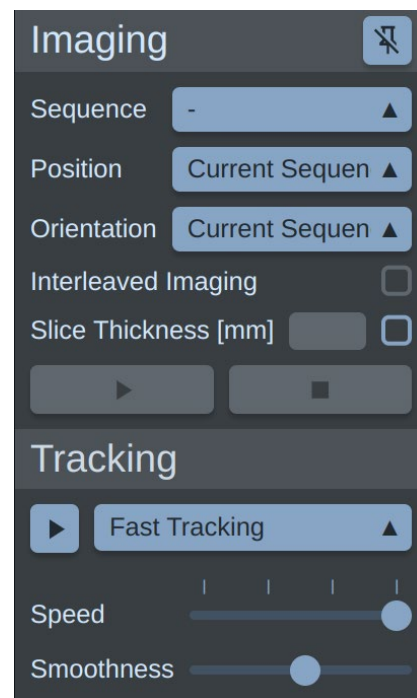 Imaging
Sequence -
Position Current Sequen
Orientation Current Sequen
Interleaved Imaging
Slice Thickness [mm]
Tracking
Fast Tracking
Speed
Smoothness